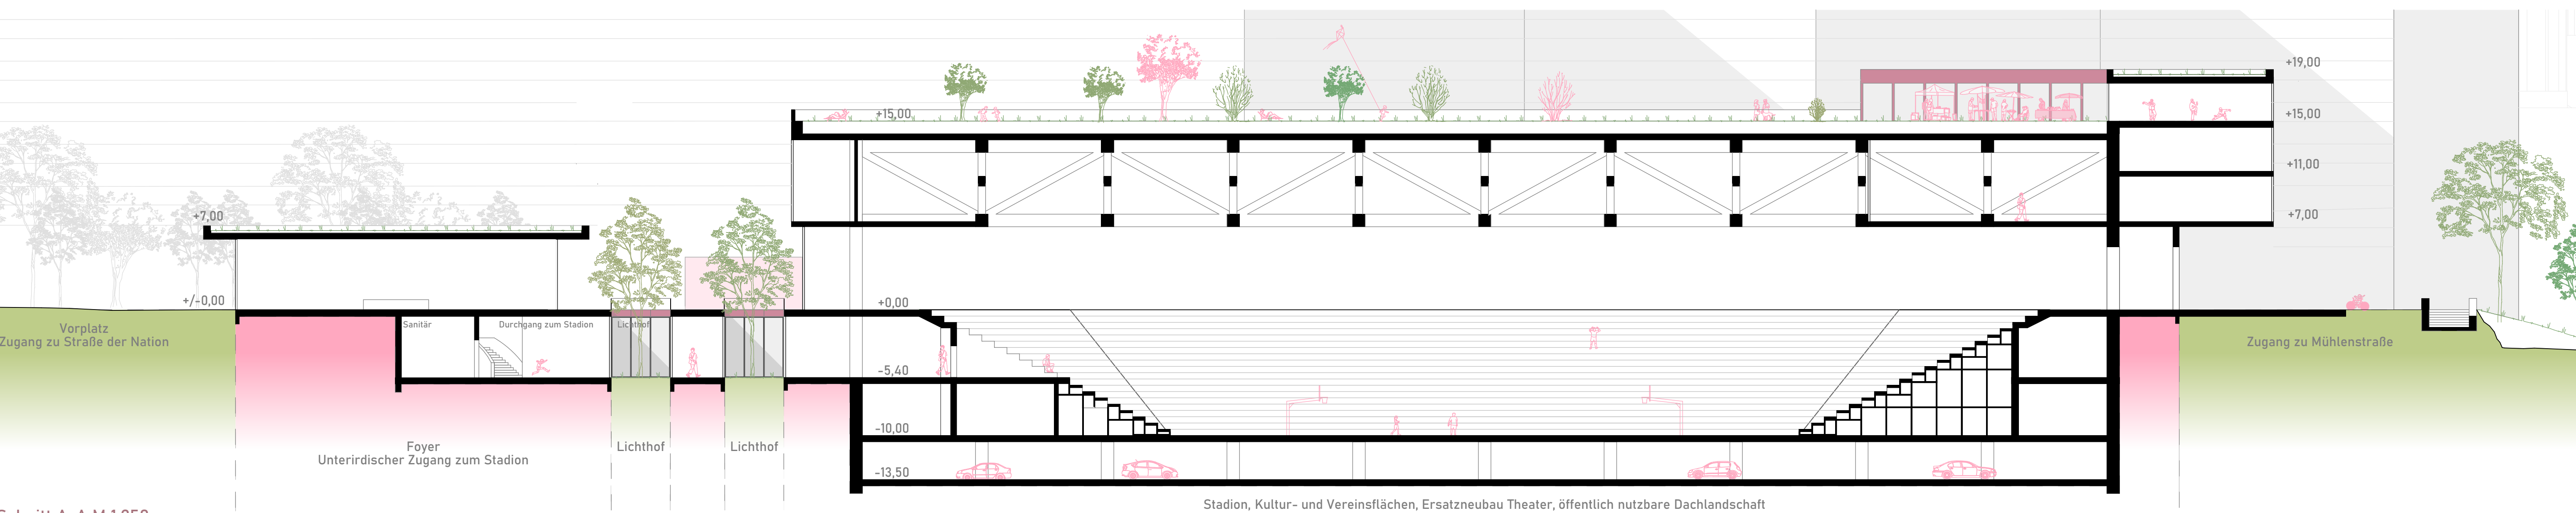 +19,00
+15,00
+15,00
+11,00
+7,00
+7,00
+/-0,00
+0,00
Sanitär
Durchgang zum Stadion
Lichthof
Vorplatz
Zugang zu Straße der Nation
Zugang zu Mühlenstraße
-5,40
-10,00
Foyer
Unterirdischer Zugang zum Stadion
Lichthof
Lichthof
-13,50
Stadion, Kultur- und Vereinsflächen, Ersatzneubau Theater, öffentlich nutzbare Dachlandschaft